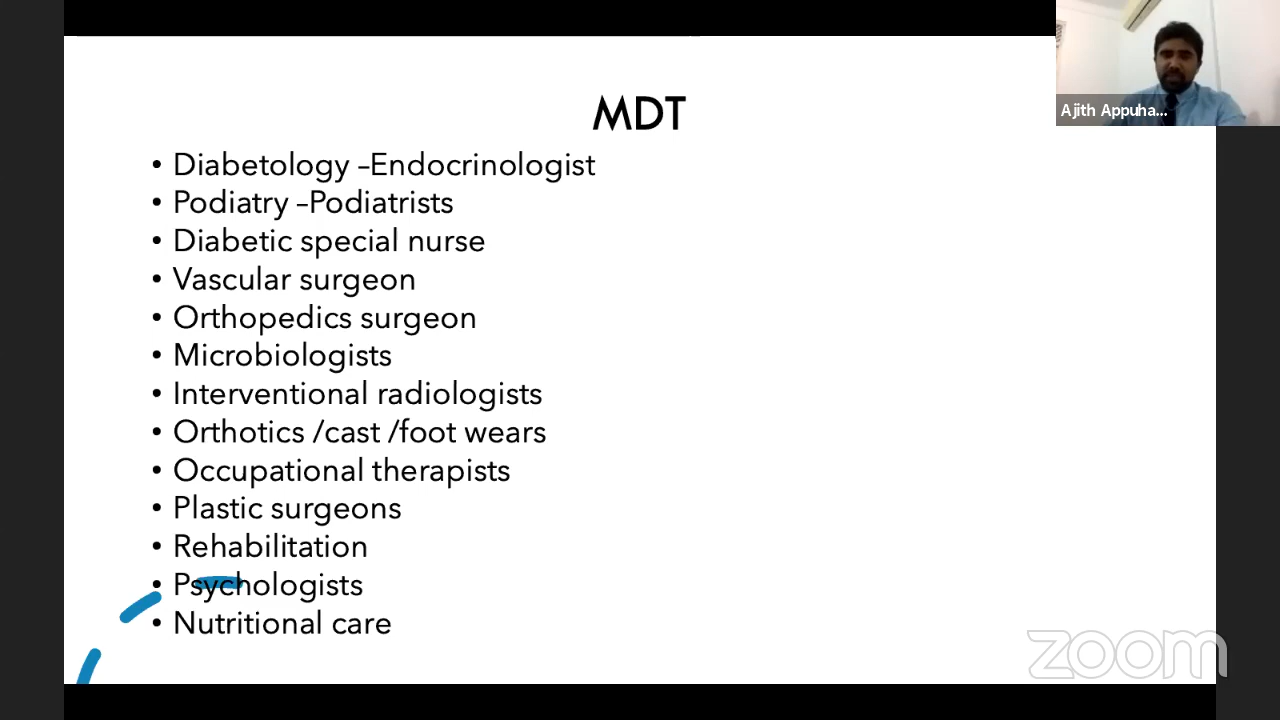 MDT
Ajith Appuha...
• Diabetology –Endocrinologist
• Podiatry –Podiatrists
• Diabetic special nurse
• Vascular surgeon
• Orthopedics surgeon
• Microbiologists
• Interventional radiologists
• Orthotics /cast /foot wears
• Occupational therapists
• Plastic surgeons
• Rehabilitation
• Psychologists
• Nutritional care
zoom